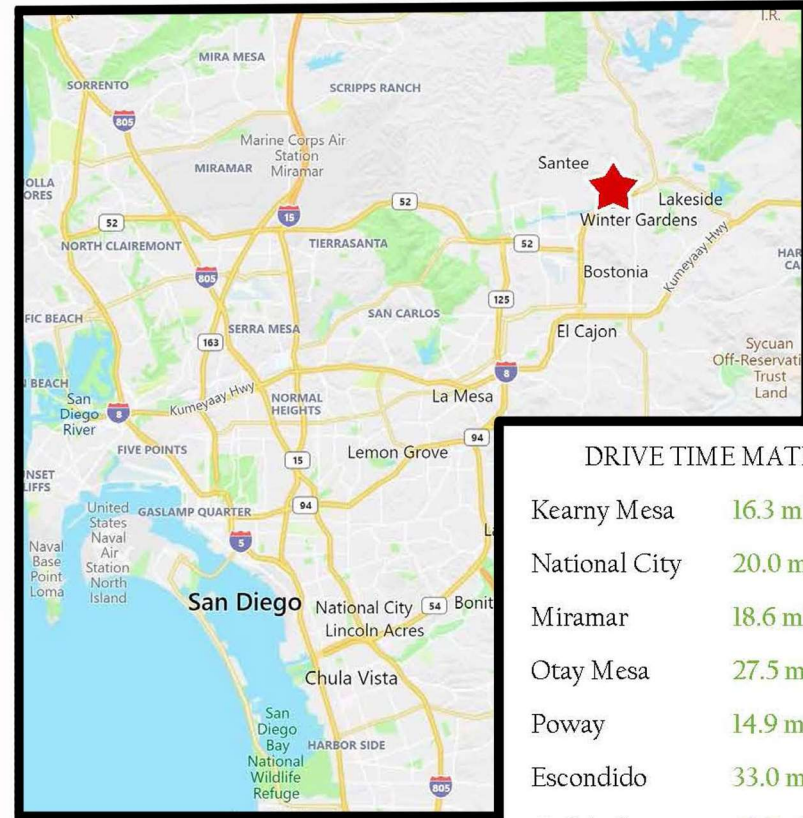 I.R.
MIRA MESA
SORRENTO
SCRIPPS RANCH
805
Marine Corps Air
Station
Miramar
MIRAMAR
Santee
52
15
52
Lakeside
Winter Gardens
NORTH CLAIREMONT
TIERRASANTA
52
Kumeyaay Hwy
805
Bostonia
125
SAN CARLOS
SERRA MESA
163
El Cajon
Sycuan
Trust
Land
8
BEACH
San
Diego
River
8
Kumeyaay Hwy
NORMAL
HEIGHTS
La Mesa
FIVE POINTS
15
Lemon Grove
94
94
United
States
Naval
Air
Station
North
Island
GASLAMP QUARTER
5
Naval
Base
Point
Loma
San Diego
National City
54
Lincoln Acres
Chula Vista
San
Diego
Bay
National
Wildlife
Refuge
HARBOR SIDE
805
DRIVE TIME
Kearny Mesa 16.3
National City 20.0
Miramar 18.6
Otay Mesa 27.5
Poway 14.9
Escondido 33.0